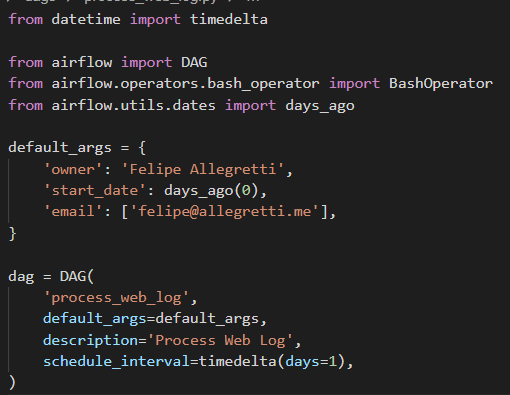 from datetime import timedelta
from airflow import DAG
from airflow.operators.bash_operator import BashOperator
from airflow.utils.dates import days_ago
default_args = {
    'owner': 'Felipe Allegretti',
    'start_date': days_ago(0),
    'email': ['felipe@allegretti.me'],
}
dag = DAG(
    'process_web_log',
    default_args=default_args,
    description='Process Web Log',
    schedule_interval=timedelta(days=1),
)